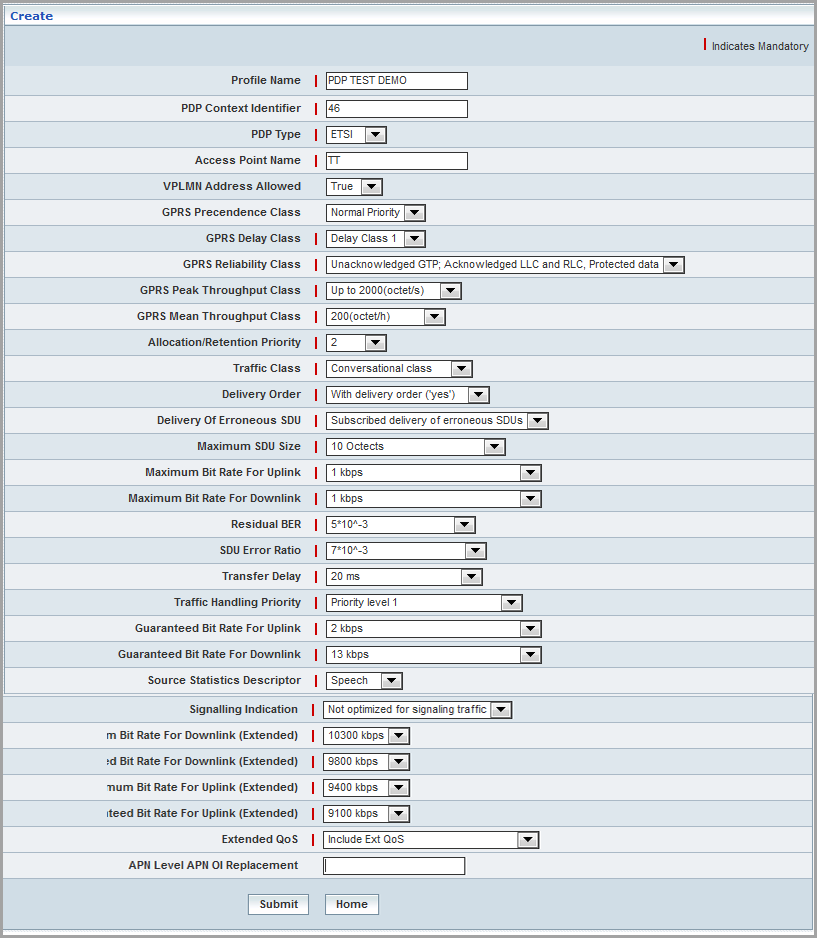 Create
Indicates Mandatory
Profile Name PDP TEST DEMO
PDP Context Identifier 46
PDP Type ETSI
Access Point Name TT
VPLMN Address Allowed True
GPRS Precendence Class Normal Priority
GPRS Delay Class Delay Class 1
GPRS Reliability Class Unacknowledged GTP; Acknowledged LLC and RLC, Protected data
GPRS Peak Throughput Class Up to 2000(octet/s)
GPRS Mean Throughput Class 200(octet/h)
Allocation/Retention Priority 2
Traffic Class Conversational class
Delivery Order With delivery order ('yes')
Delivery Of Erroneous SDU Subscribed delivery of erroneous SDUs
Maximum SDU Size 10 Octects
Maximum Bit Rate For Uplink 1 kbps
Maximum Bit Rate For Downlink 1 kbps
Residual BER 5*10^-3
SDU Error Ratio 7*10^-3
Transfer Delay 20 ms
Traffic Handling Priority Priority level 1
Guaranteed Bit Rate For Uplink 2 kbps
Guaranteed Bit Rate For Downlink 13 kbps
Source Statistics Descriptor Speech
Signalling Indication Not optimized for signaling traffic
m Bit Rate For Downlink (Extended) 10300 kbps
ed Bit Rate For Downlink (Extended) 9800 kbps
mum Bit Rate For Uplink (Extended) 9400 kbps
teed Bit Rate For Uplink (Extended) 9100 kbps
Extended QoS Include Ext QoS
APN Level APN OI Replacement
Submit Home